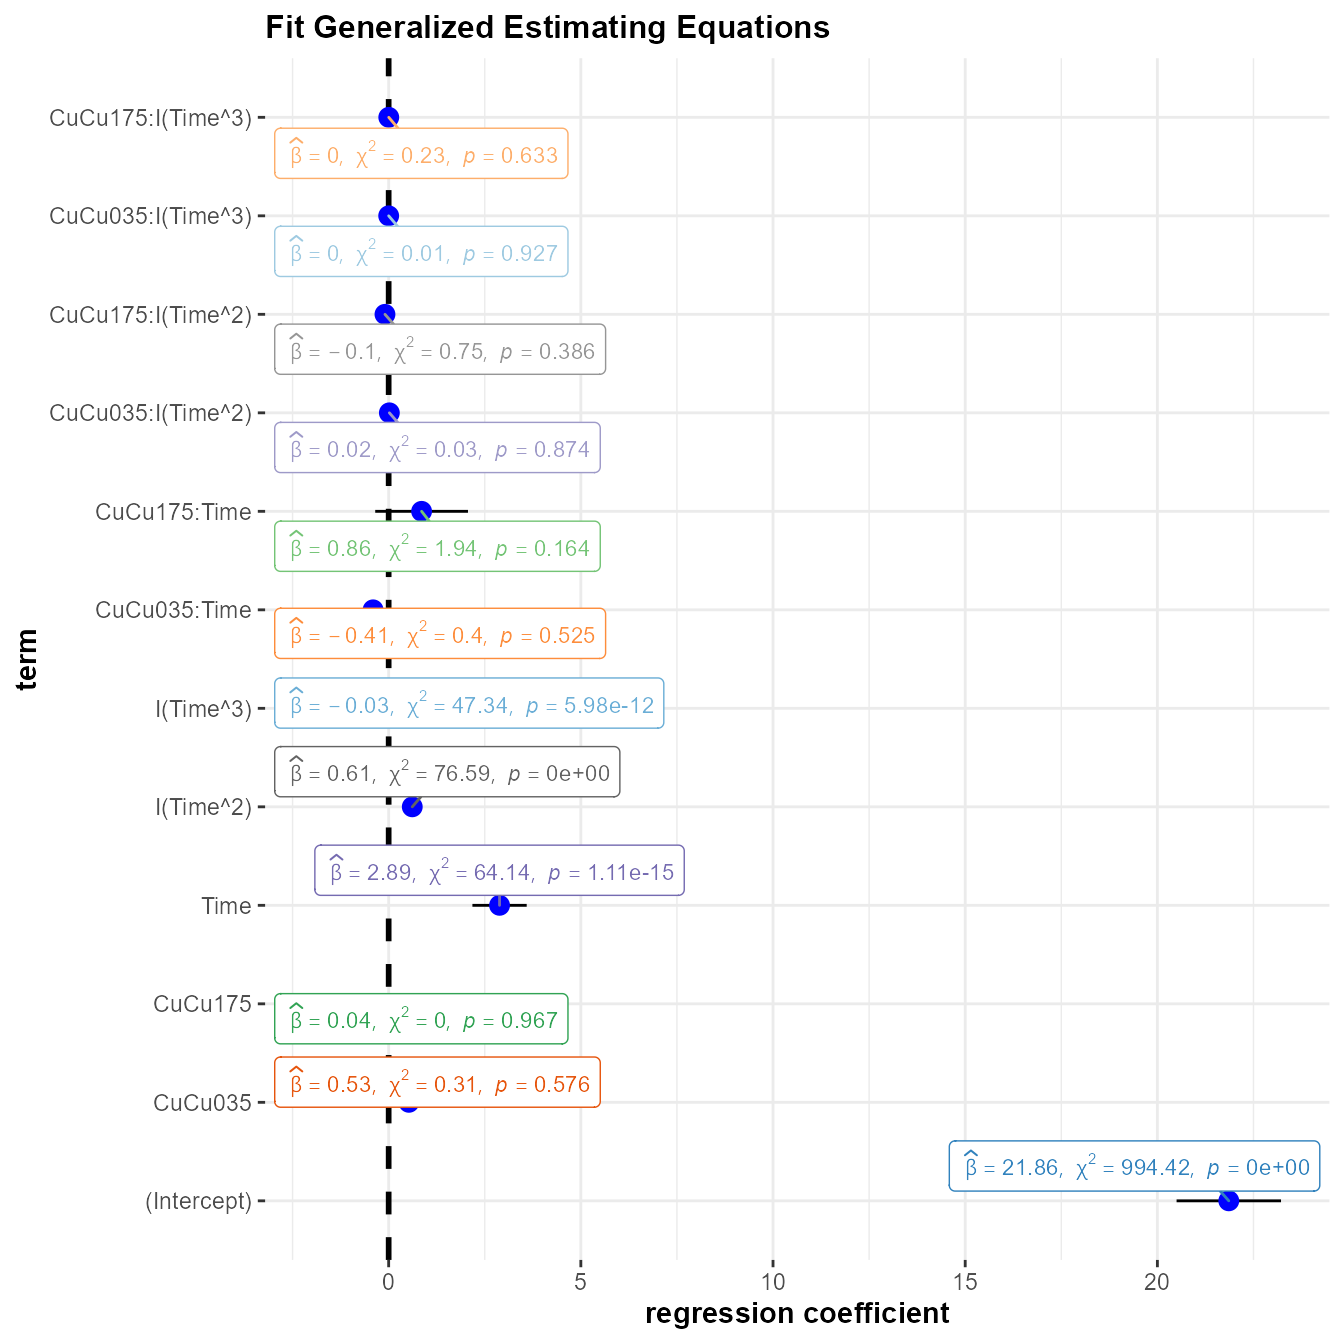 Fit Generalized Estimating Equations
CuCu175:I(Time^3)
β̂ = 0, χ² = 0.23, p = 0.633
CuCu035:I(Time^3)
β̂ = 0, χ² = 0.01, p = 0.927
CuCu175:I(Time^2)
β̂ = −0.1, χ² = 0.75, p = 0.386
CuCu035:I(Time^2)
β̂ = 0.02, χ² = 0.03, p = 0.874
CuCu175:Time
β̂ = 0.86, χ² = 1.94, p = 0.164
CuCu035:Time
β̂ = −0.41, χ² = 0.4, p = 0.525
term
β̂ = −0.03, χ² = 47.34, p = 5.98e-12
I(Time^3)
β̂ = 0.61, χ² = 76.59, p = 0e+00
I(Time^2)
β̂ = 2.89, χ² = 64.14, p = 1.11e-15
Time
CuCu175
β̂ = 0.04, χ² = 0, p = 0.967
β̂ = 0.53, χ² = 0.31, p = 0.576
CuCu035
β̂ = 21.86, χ² = 994.42, p = 0e+00
(Intercept)
0 5 10 15 20
regression coefficient